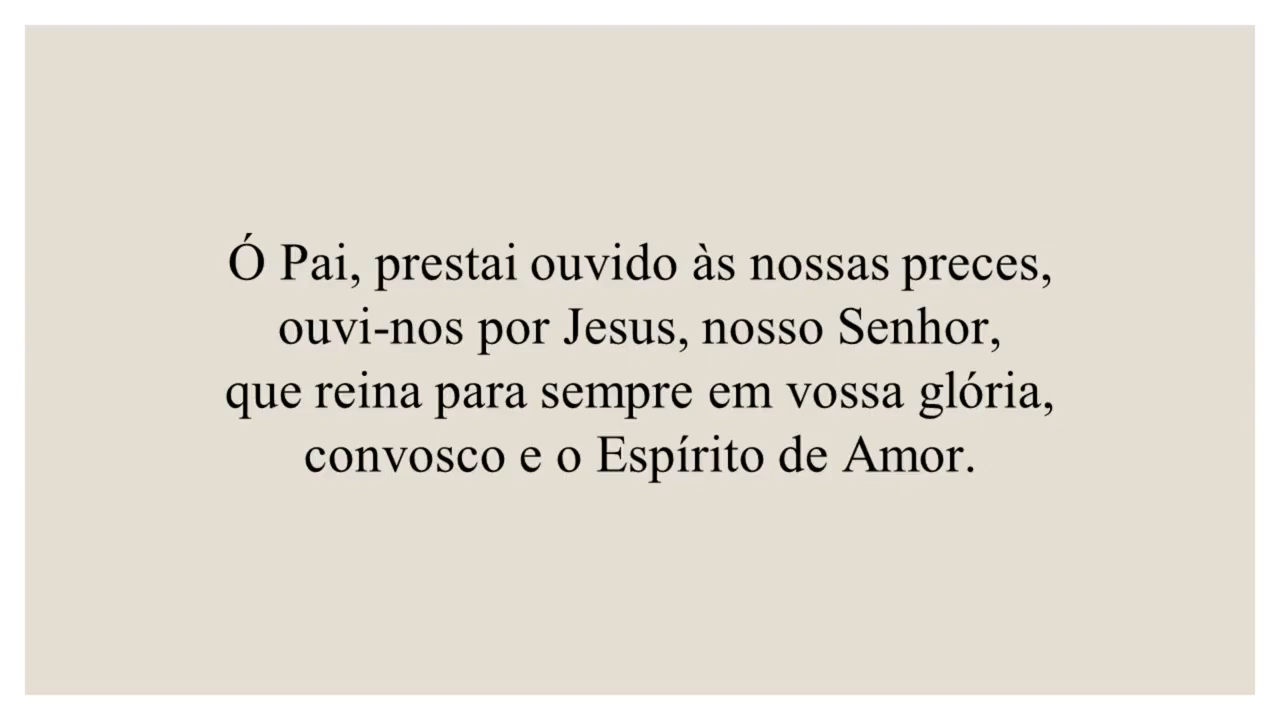 Ó Pai, prestai ouvido às nossas preces,
ouvi-nos por Jesus, nosso Senhor,
que reina para sempre em vossa glória,
convosco e o Espírito de Amor.